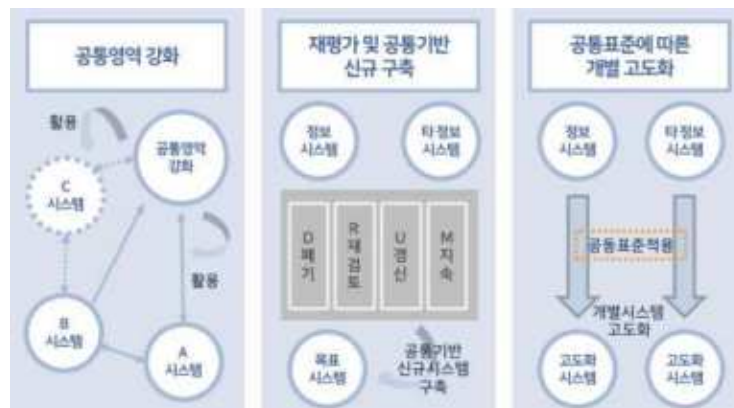 공통영역 강화
활용
공통영역
강화
C
시스템
활용
B
시스템
A
시스템
재평가 및 공통기반
신규 구축
정보
시스템
타정보
시스템
D폐기
R재검토
U갱신
M지속
목표
시스템
공통기반
신규시스템
구축
공통표준에 따른
개별 고도화
정보
시스템
타정보
시스템
공통표준적용
개별시스템
고도화
고도화
시스템
고도화
시스템